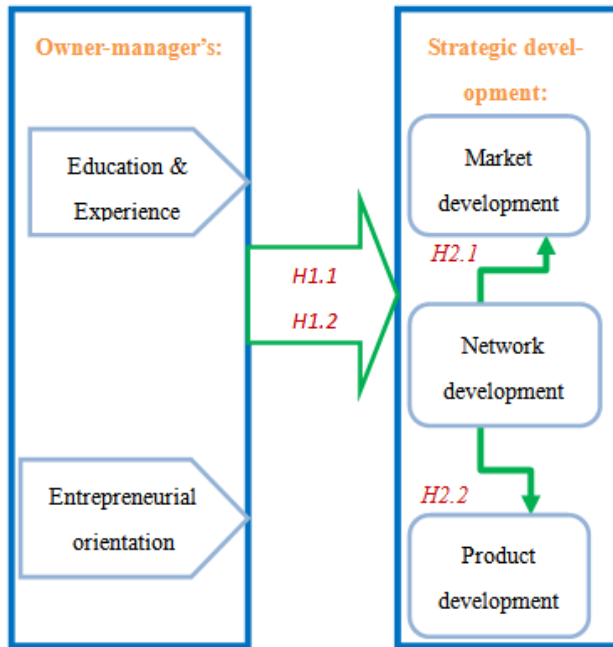 Owner-manager's:
Education &
Experience
Entrepreneurial
orientation
H1.1
H1.2
Strategic devel-
opment:
Market
development
H2.1
Network
development
H2.2
Product
development